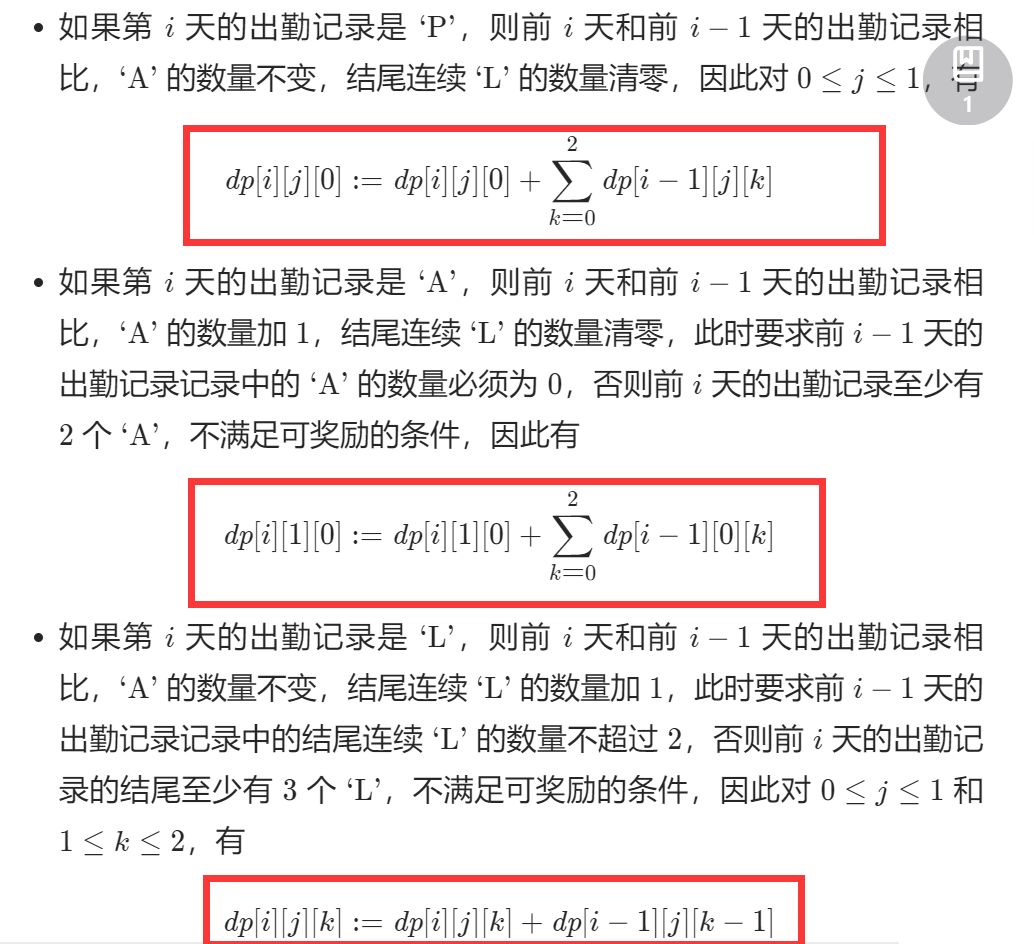 • 如果第 i 天的出勤记录是 ‘P’，则前 i 天和前 i − 1 天的出勤记录相
比，‘A’ 的数量不变，结尾连续 ‘L’ 的数量清零，因此对 0 ≤ j ≤ 1，有
1
dp[i][j][0] := dp[i][j][0] + ∑_{k=0}^{2} dp[i − 1][j][k]
• 如果第 i 天的出勤记录是 ‘A’，则前 i 天和前 i − 1 天的出勤记录相
比，‘A’ 的数量加 1，结尾连续 ‘L’ 的数量清零，此时要求前 i − 1 天的
出勤记录记录中的 ‘A’ 的数量必须为 0，否则前 i 天的出勤记录至少有
2 个 ‘A’，不满足可奖励的条件，因此有
dp[i][1][0] := dp[i][1][0] + ∑_{k=0}^{2} dp[i − 1][0][k]
• 如果第 i 天的出勤记录是 ‘L’，则前 i 天和前 i − 1 天的出勤记录相
比，‘A’ 的数量不变，结尾连续 ‘L’ 的数量加 1，此时要求前 i − 1 天的
出勤记录记录中的结尾连续 ‘L’ 的数量不超过 2，否则前 i 天的出勤记
录的结尾至少有 3 个 ‘L’，不满足可奖励的条件，因此对 0 ≤ j ≤ 1 和
1 ≤ k ≤ 2，有
dp[i][j][k] := dp[i][j][k] + dp[i − 1][j][k − 1]